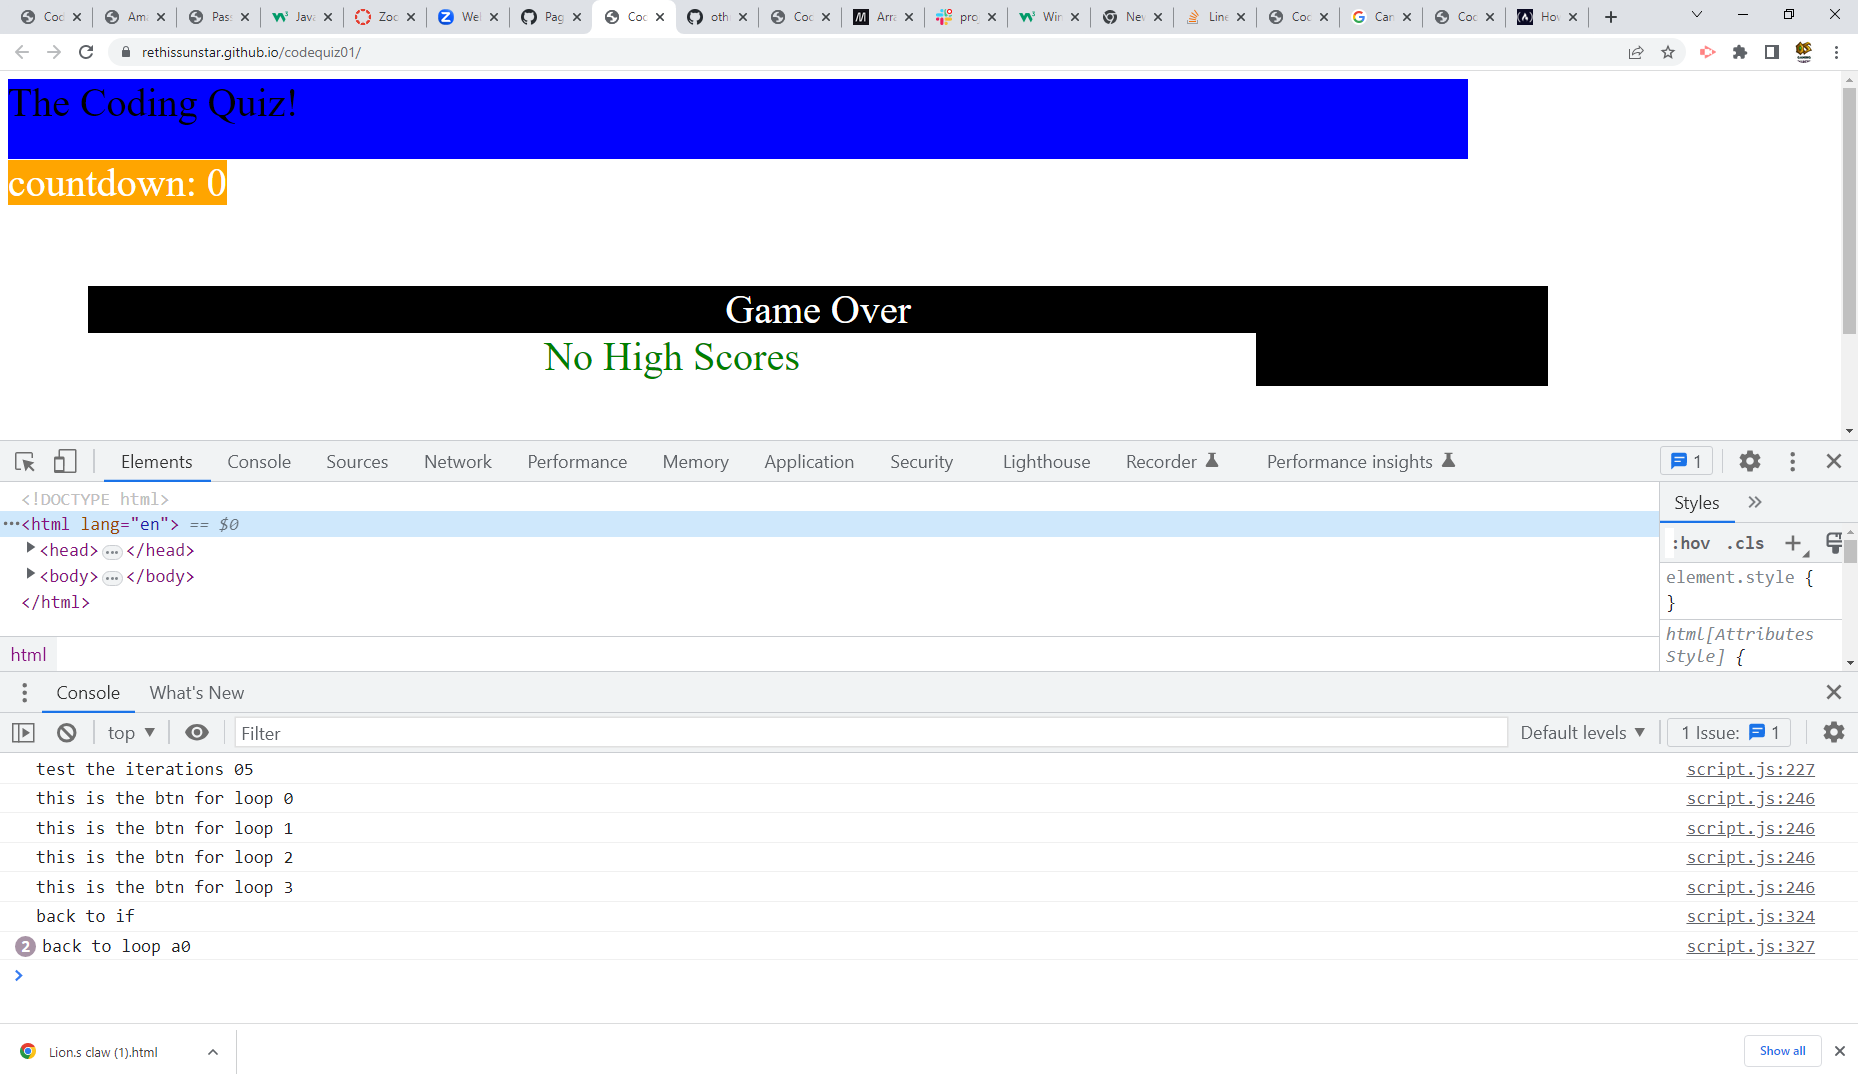 Cod Ama Pass Java Zoo Wel Pag Coc oth Coc Arra pro Wir Nev Line Coc Can Coc Hov
rethissunstar.github.io/codequiz01/
The Coding Quiz!
countdown: 0
Game Over
No High Scores
Elements Console Sources Network Performance Memory Application Security Lighthouse Recorder Performance insights 1
<!DOCTYPE html>
<html lang="en"> == $0
<head> ... </head>
<body> ... </body>
</html>
html
Styles
:hov .cls
element.style {
}
html[Attributes
Style] {
Console What's New
top Filter Default levels 1 Issue: 1
test the iterations 05 script.js:227
this is the btn for loop 0 script.js:246
this is the btn for loop 1 script.js:246
this is the btn for loop 2 script.js:246
this is the btn for loop 3 script.js:246
back to if script.js:324
2 back to loop a0 script.js:327
Lion.s claw (1).html Show all